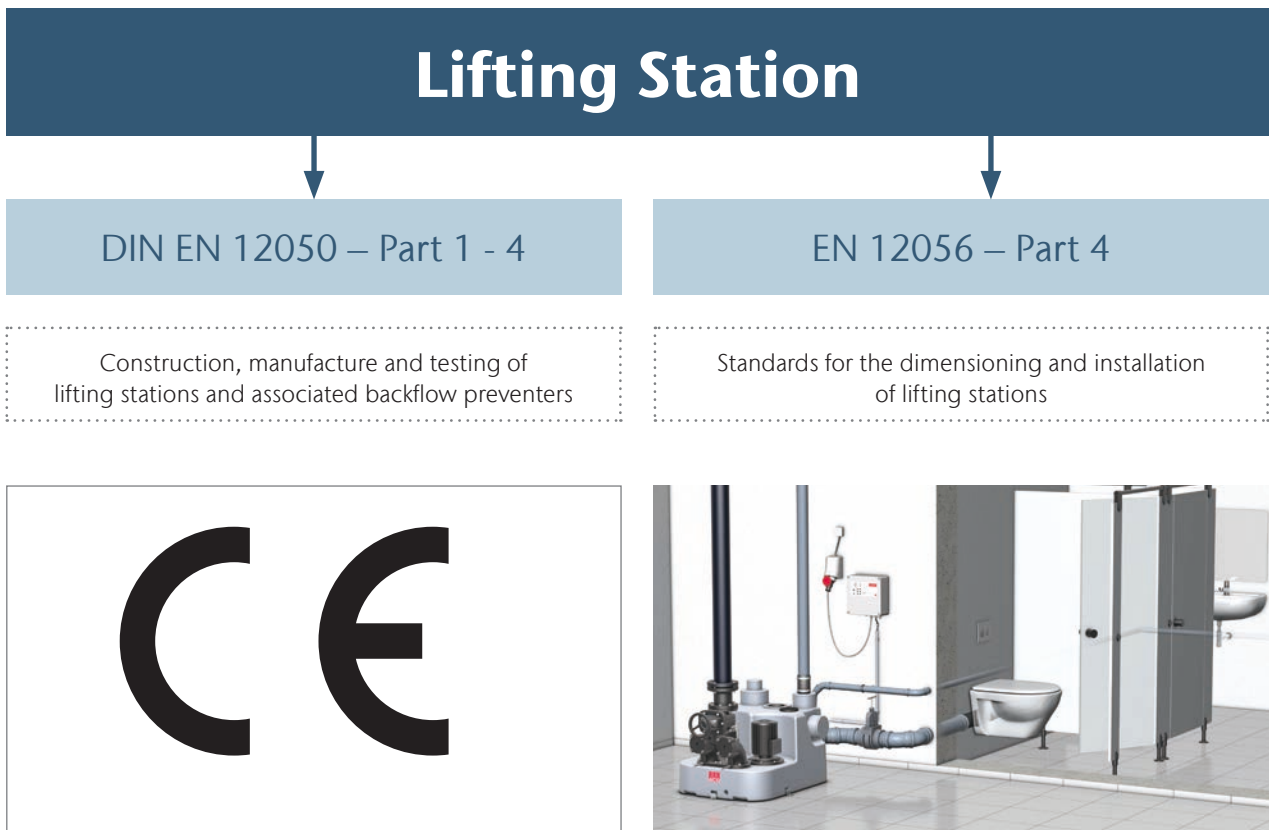 Lifting Station
DIN EN 12050 – Part 1 - 4
EN 12056 – Part 4
Construction, manufacture and testing of
lifting stations and associated backflow preventers
Standards for the dimensioning and installation
of lifting stations
CE